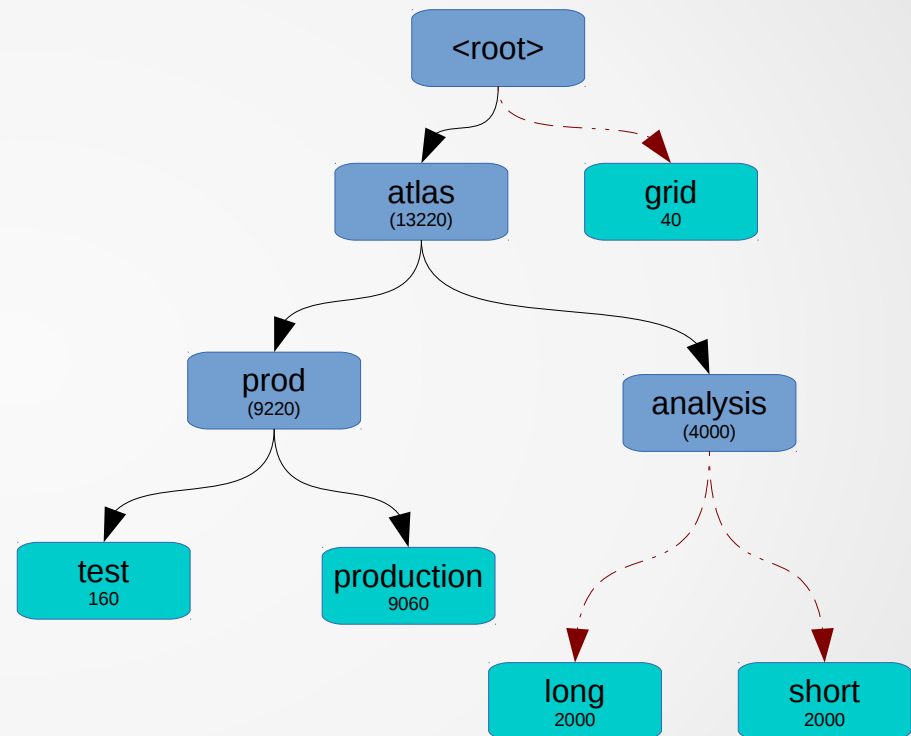 <root>
atlas
(13220)
grid
40
prod
(9220)
analysis
(4000)
test
160
production
9060
long
2000
short
2000